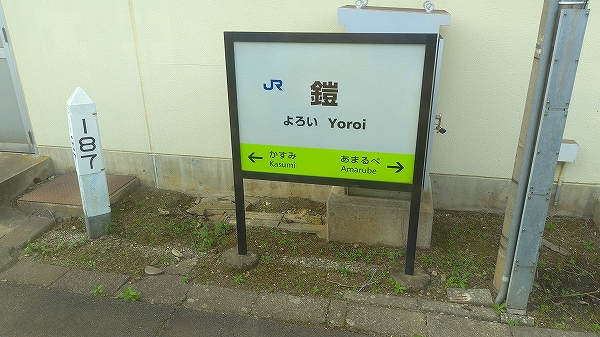 187
JR
鎧
よろい Yoroi
← かすみ あまるべ →
Kasumi Amarube